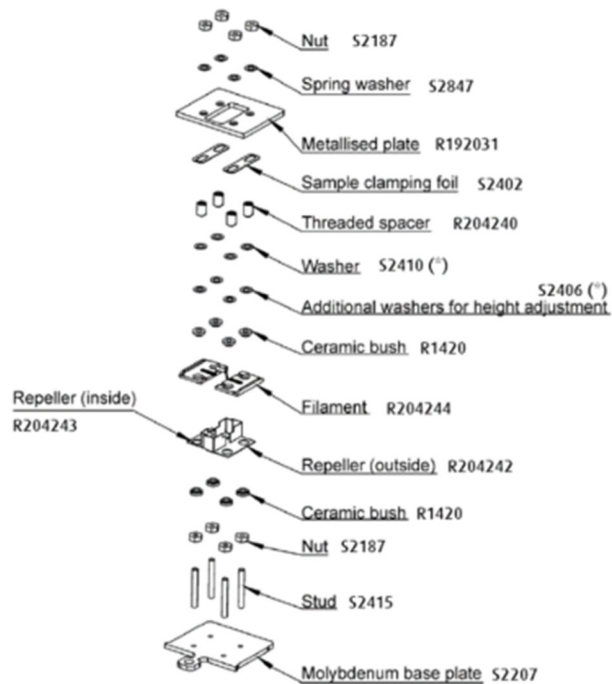 Nut S2187
Spring washer S2847
Metallised plate R192031
Sample clamping foil S2402
Threaded spacer R204240
Washer S2410 (*)
S2406 (*)
Additional washers for height adjustment
Ceramic bush R1420
Filament R204244
Repeller (inside)
R204243
Repeller (outside) R204242
Ceramic bush R1420
Nut S2187
Stud S2415
Molybdenum base plate S2207